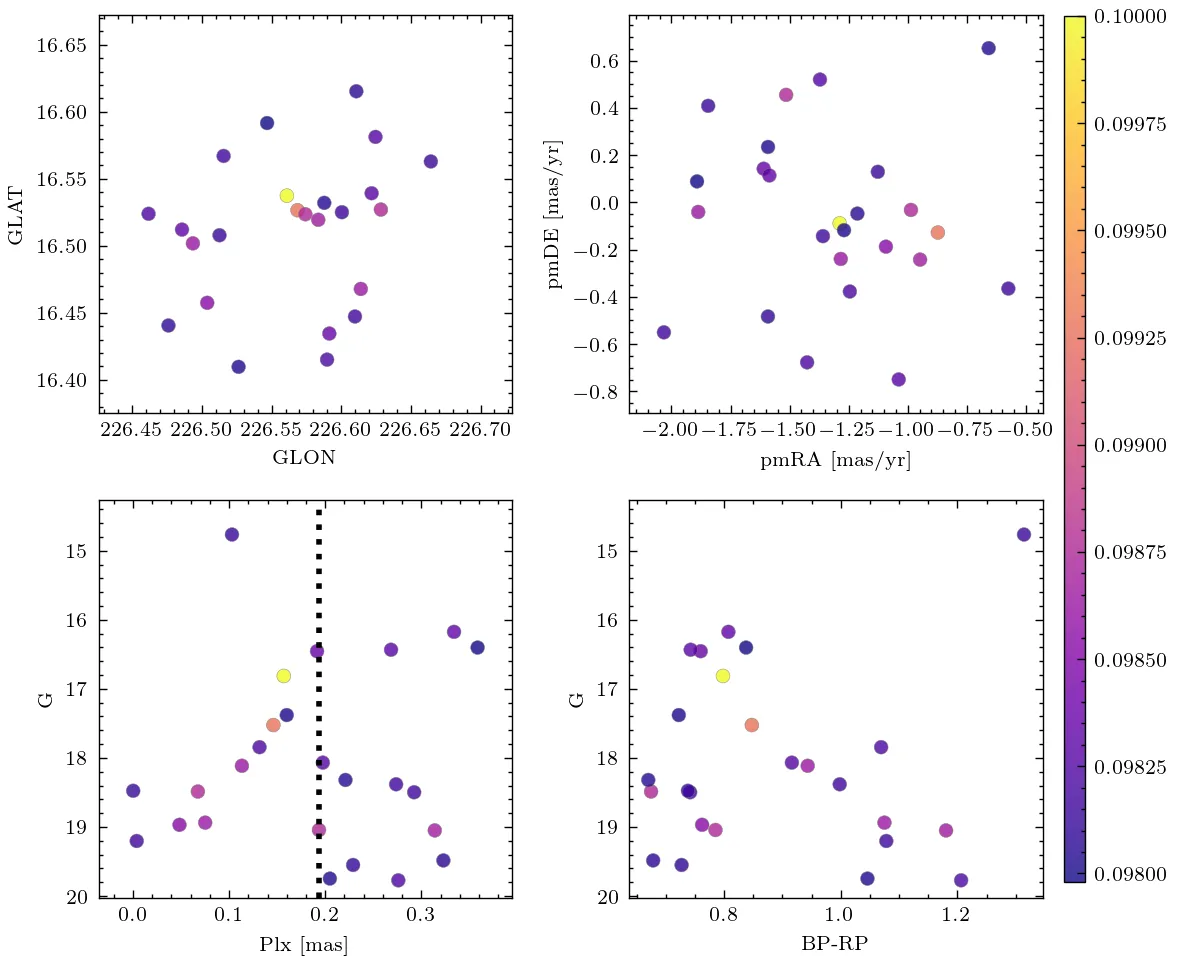 16.65
16.60
16.55
16.50
16.45
16.40
GLAT
226.45 226.50 226.55 226.60 226.65 226.70
GLON
0.6
0.4
0.2
0.0
−0.2
−0.4
−0.6
−0.8
pmDE [mas/yr]
−2.00 −1.75 −1.50 −1.25 −1.00 −0.75 −0.50
pmRA [mas/yr]
0.10000
0.09975
0.09950
0.09925
0.09900
0.09875
0.09850
0.09825
0.09800
15
16
17
18
19
20
G
0.0 0.1 0.2 0.3
Plx [mas]
15
16
17
18
19
20
G
0.8 1.0 1.2
BP-RP